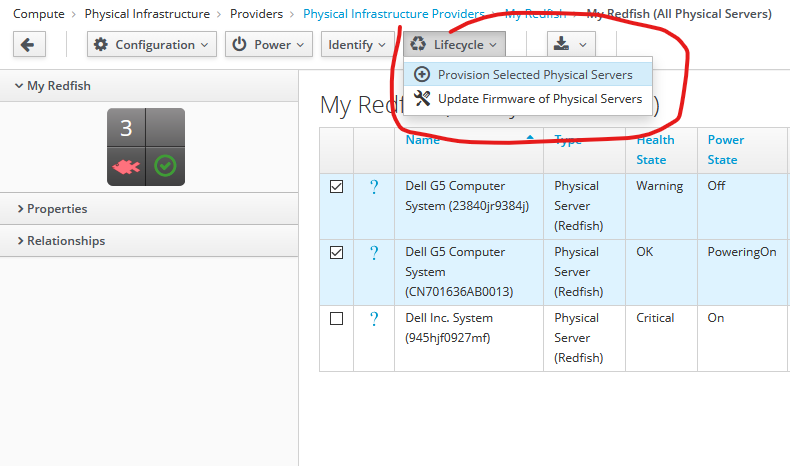 Compute > Physical Infrastructure > Providers > Physical Infrastructure Providers > My Redfish > My Redfish (All Physical Servers)
Configuration Power Identify Lifecycle
Provision Selected Physical Servers
Update Firmware of Physical Servers
My Redfish
3
Properties
Relationships
My Redf
Name Type Health State Power State
? Dell G5 Computer System (23840jr9384j) Physical Server (Redfish) Warning Off
? Dell G5 Computer System (CN701636AB0013) Physical Server (Redfish) OK PoweringOn
? Dell Inc. System (945hjf0927mf) Physical Server (Redfish) Critical On